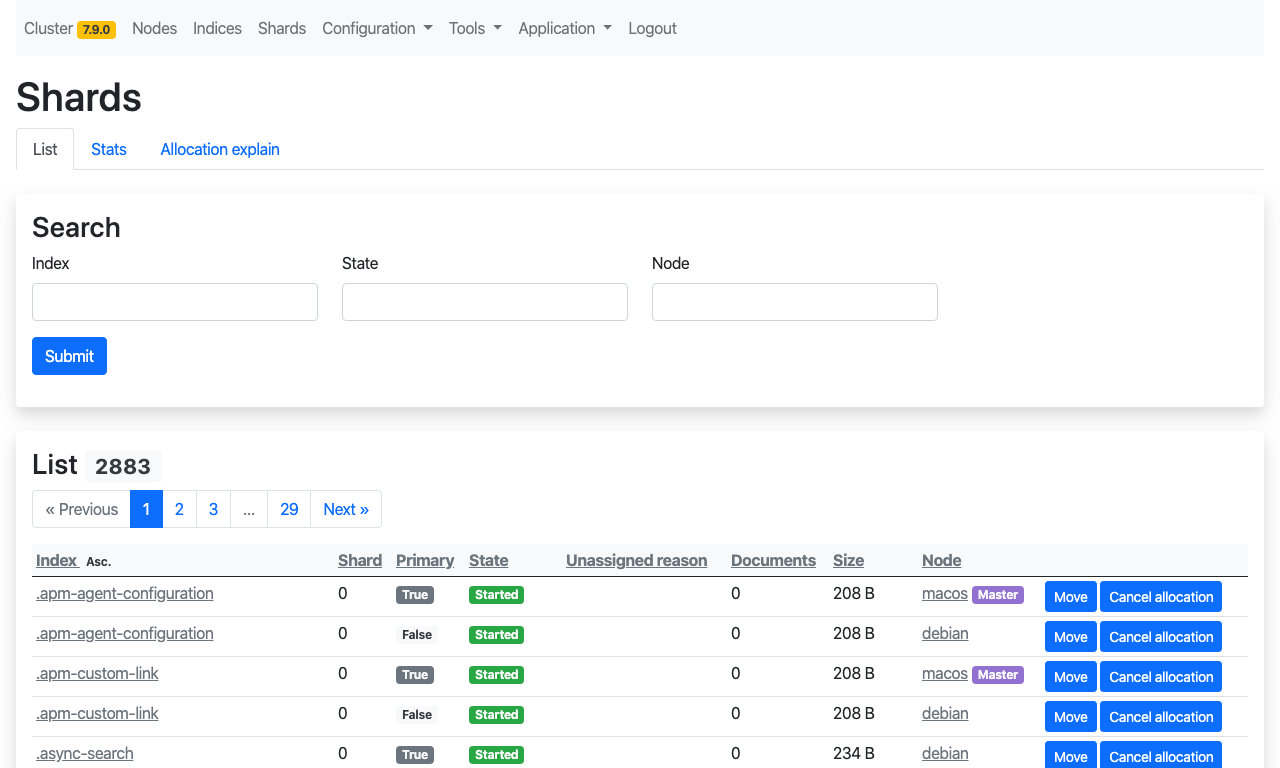 Cluster 7.9.0 Nodes Indices Shards Configuration Tools Application Logout
Shards
List Stats Allocation explain
Search
Index State Node
Submit
List 2883
« Previous 1 2 3 ... 29 Next »
Index Asc. Shard Primary State Unassigned reason Documents Size Node
.apm-agent-configuration 0 True Started 0 208 B macos Master Move Cancel allocation
.apm-agent-configuration 0 False Started 0 208 B debian Move Cancel allocation
.apm-custom-link 0 True Started 0 208 B macos Master Move Cancel allocation
.apm-custom-link 0 False Started 0 208 B debian Move Cancel allocation
.async-search 0 True Started 0 234 B debian Move Cancel allocation